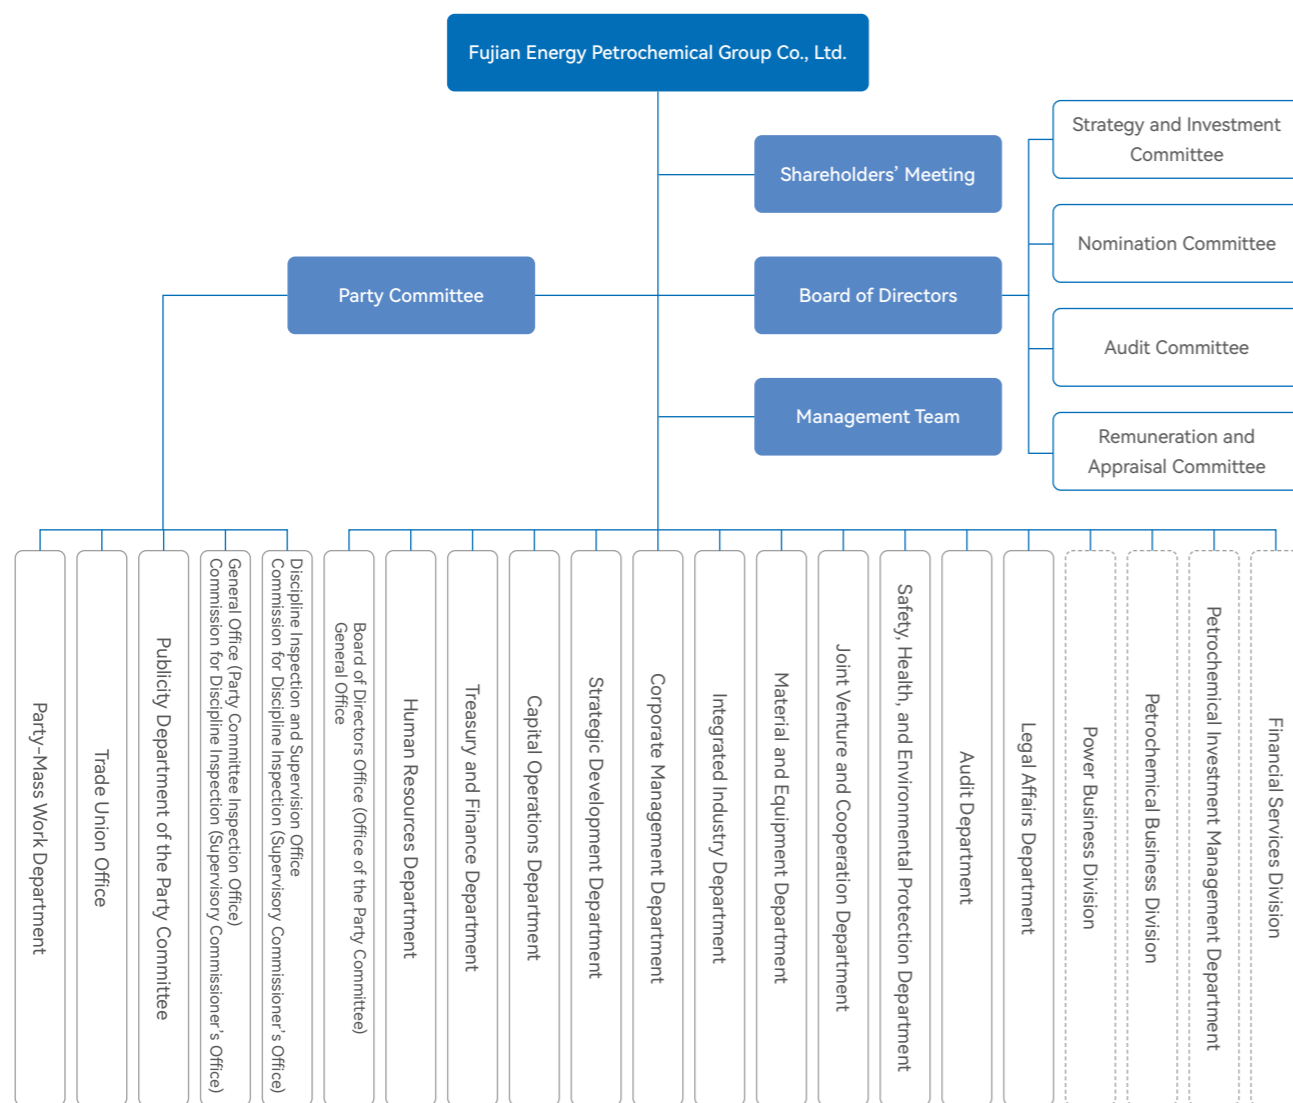 Fujian Energy Petrochemical Group Co., Ltd.
Shareholders’ Meeting
Party Committee
Board of Directors
Management Team
Strategy and Investment
Committee
Nomination Committee
Audit Committee
Remuneration and
Appraisal Committee
Party-Mass Work Department
Trade Union Office
Publicity Department of the Party Committee
General Office (Party Committee Inspection Office)
Commission for Discipline Inspection (Supervisory Commissioner’s Office)
Discipline Inspection and Supervision Office
Commission for Discipline Inspection (Supervisory Commissioner’s Office)
Board of Directors Office (Office of the Party Committee)
General Office
Human Resources Department
Treasury and Finance Department
Capital Operations Department
Strategic Development Department
Corporate Management Department
Integrated Industry Department
Material and Equipment Department
Joint Venture and Cooperation Department
Safety, Health, and Environmental Protection Department
Audit Department
Legal Affairs Department
Power Business Division
Petrochemical Business Division
Petrochemical Investment Management Department
Financial Services Division